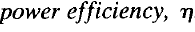 power efficiency, η